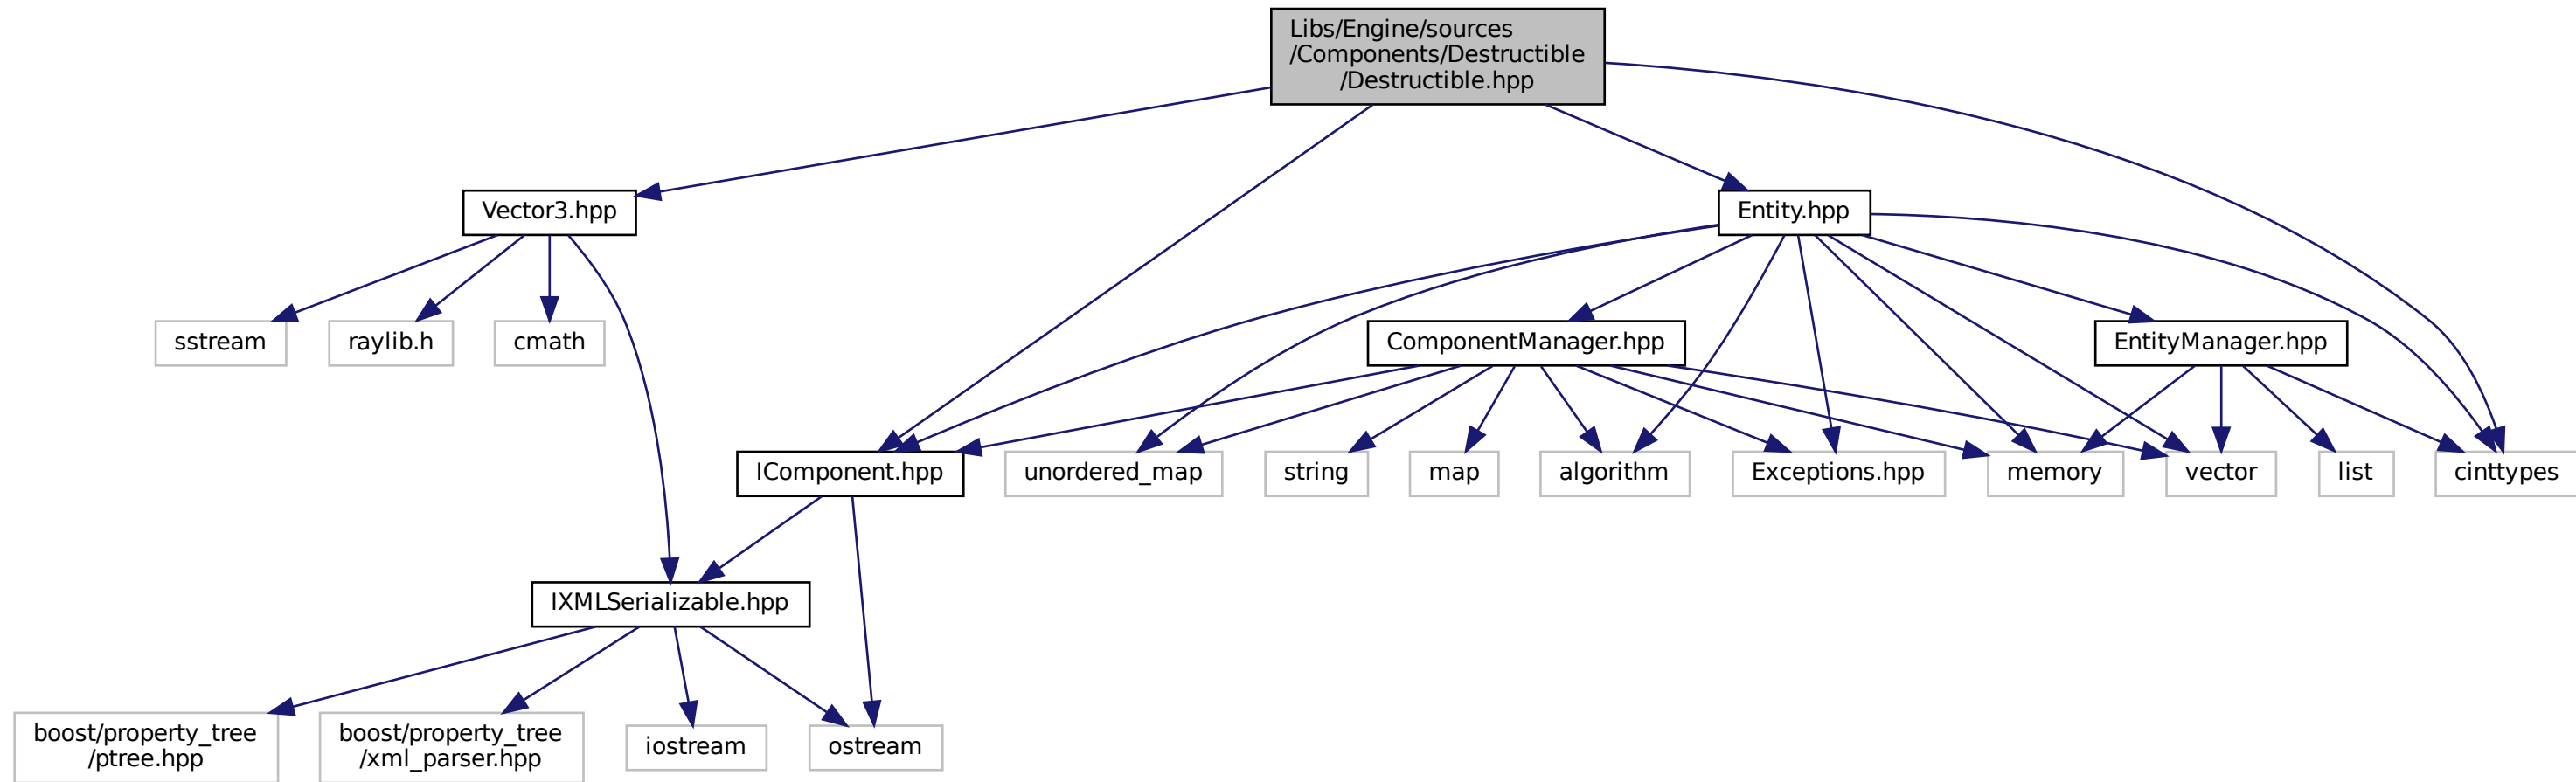 Libs/Engine/sources
/Components/Destructible
/Destructible.hpp
Vector3.hpp
Entity.hpp
sstream
raylib.h
cmath
ComponentManager.hpp
EntityManager.hpp
IComponent.hpp
unordered_map
string
map
algorithm
Exceptions.hpp
memory
vector
list
cinttypes
IXMLSerializable.hpp
boost/property_tree
/ptree.hpp
boost/property_tree
/xml_parser.hpp
iostream
ostream